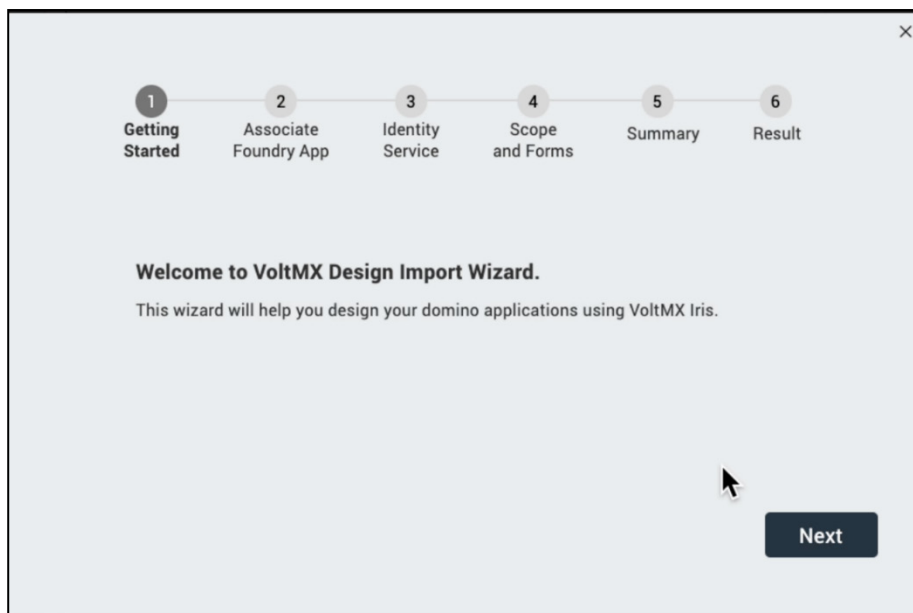 ×
1
Getting
Started
2
Associate
Foundry App
3
Identity
Service
4
Scope
and Forms
5
Summary
6
Result
Welcome to VoltMX Design Import Wizard.
This wizard will help you design your domino applications using VoltMX Iris.
Next